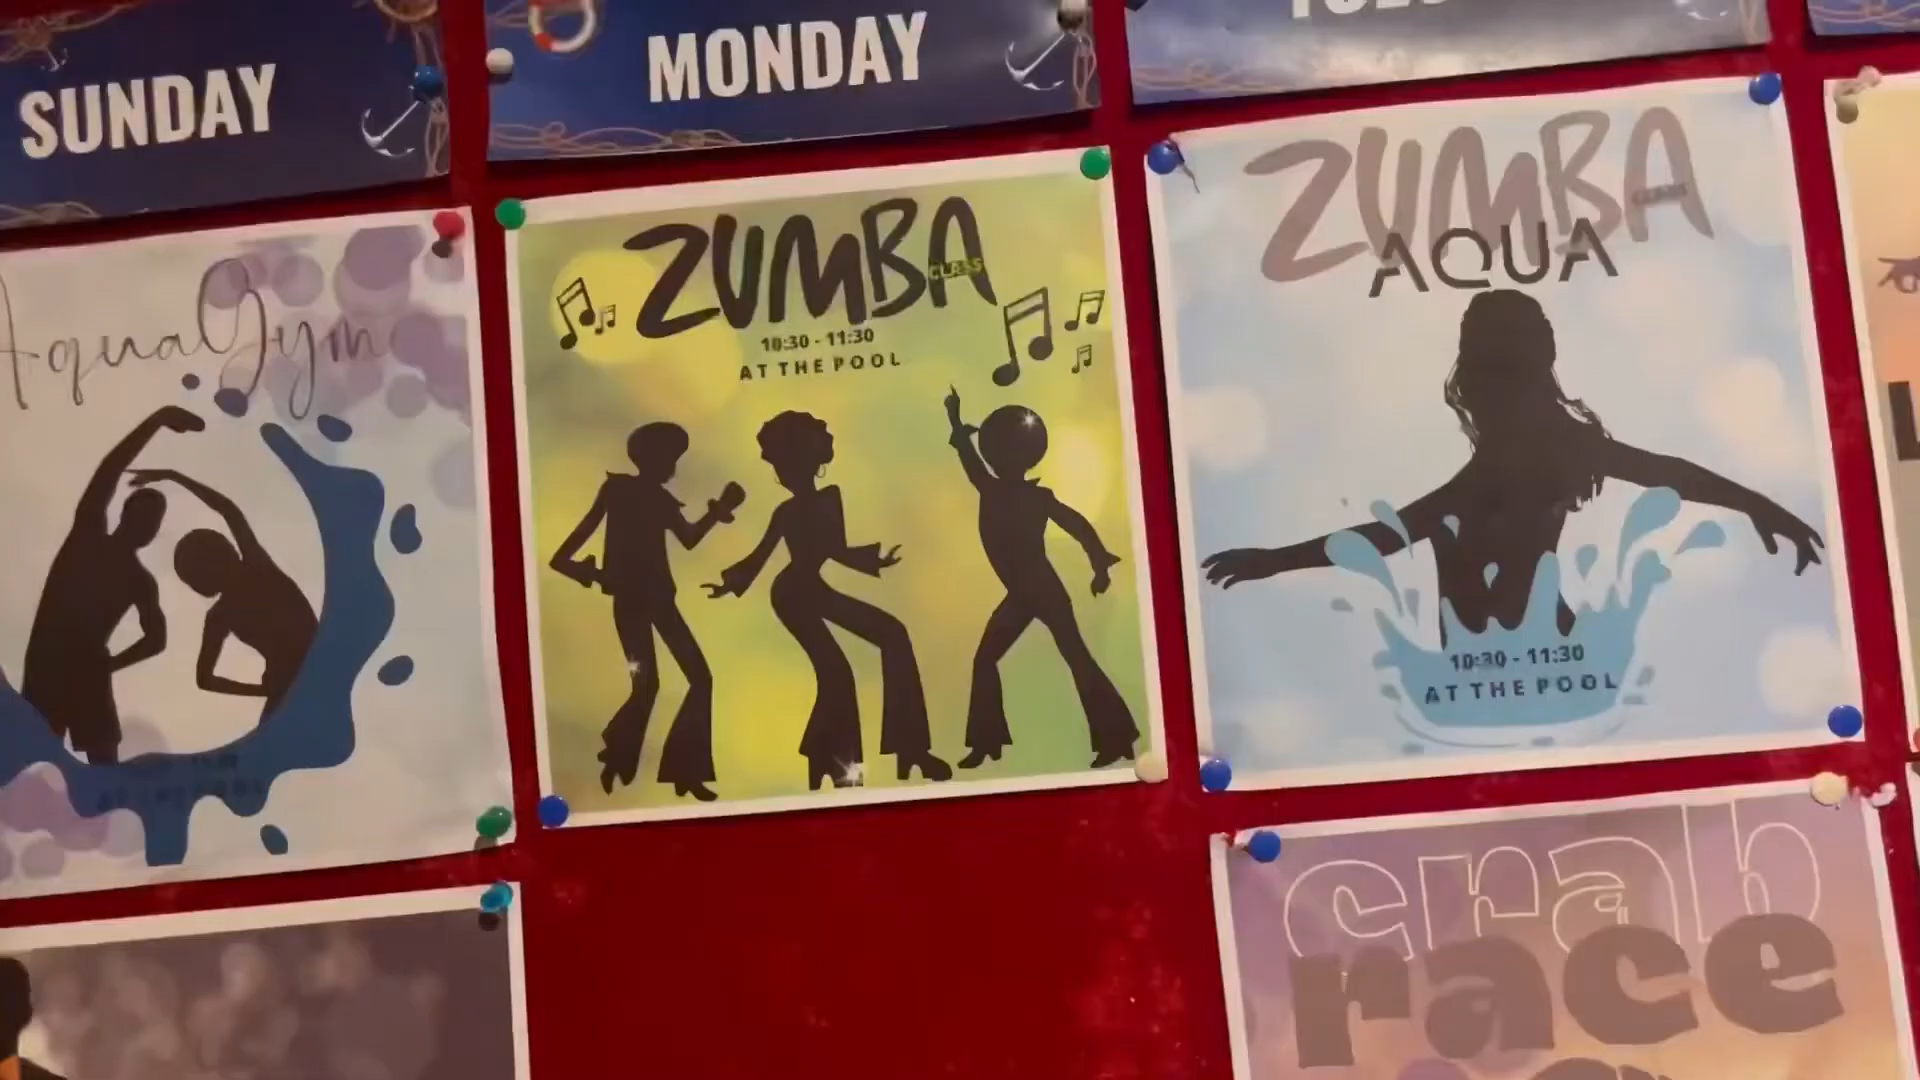 SUNDAY
MONDAY
AquaGym
ZUMBA
CLASS
10:30 - 11:30
AT THE POOL
ZUMBA
CLASS
AQUA
10:30 - 11:30
AT THE POOL
crab
race